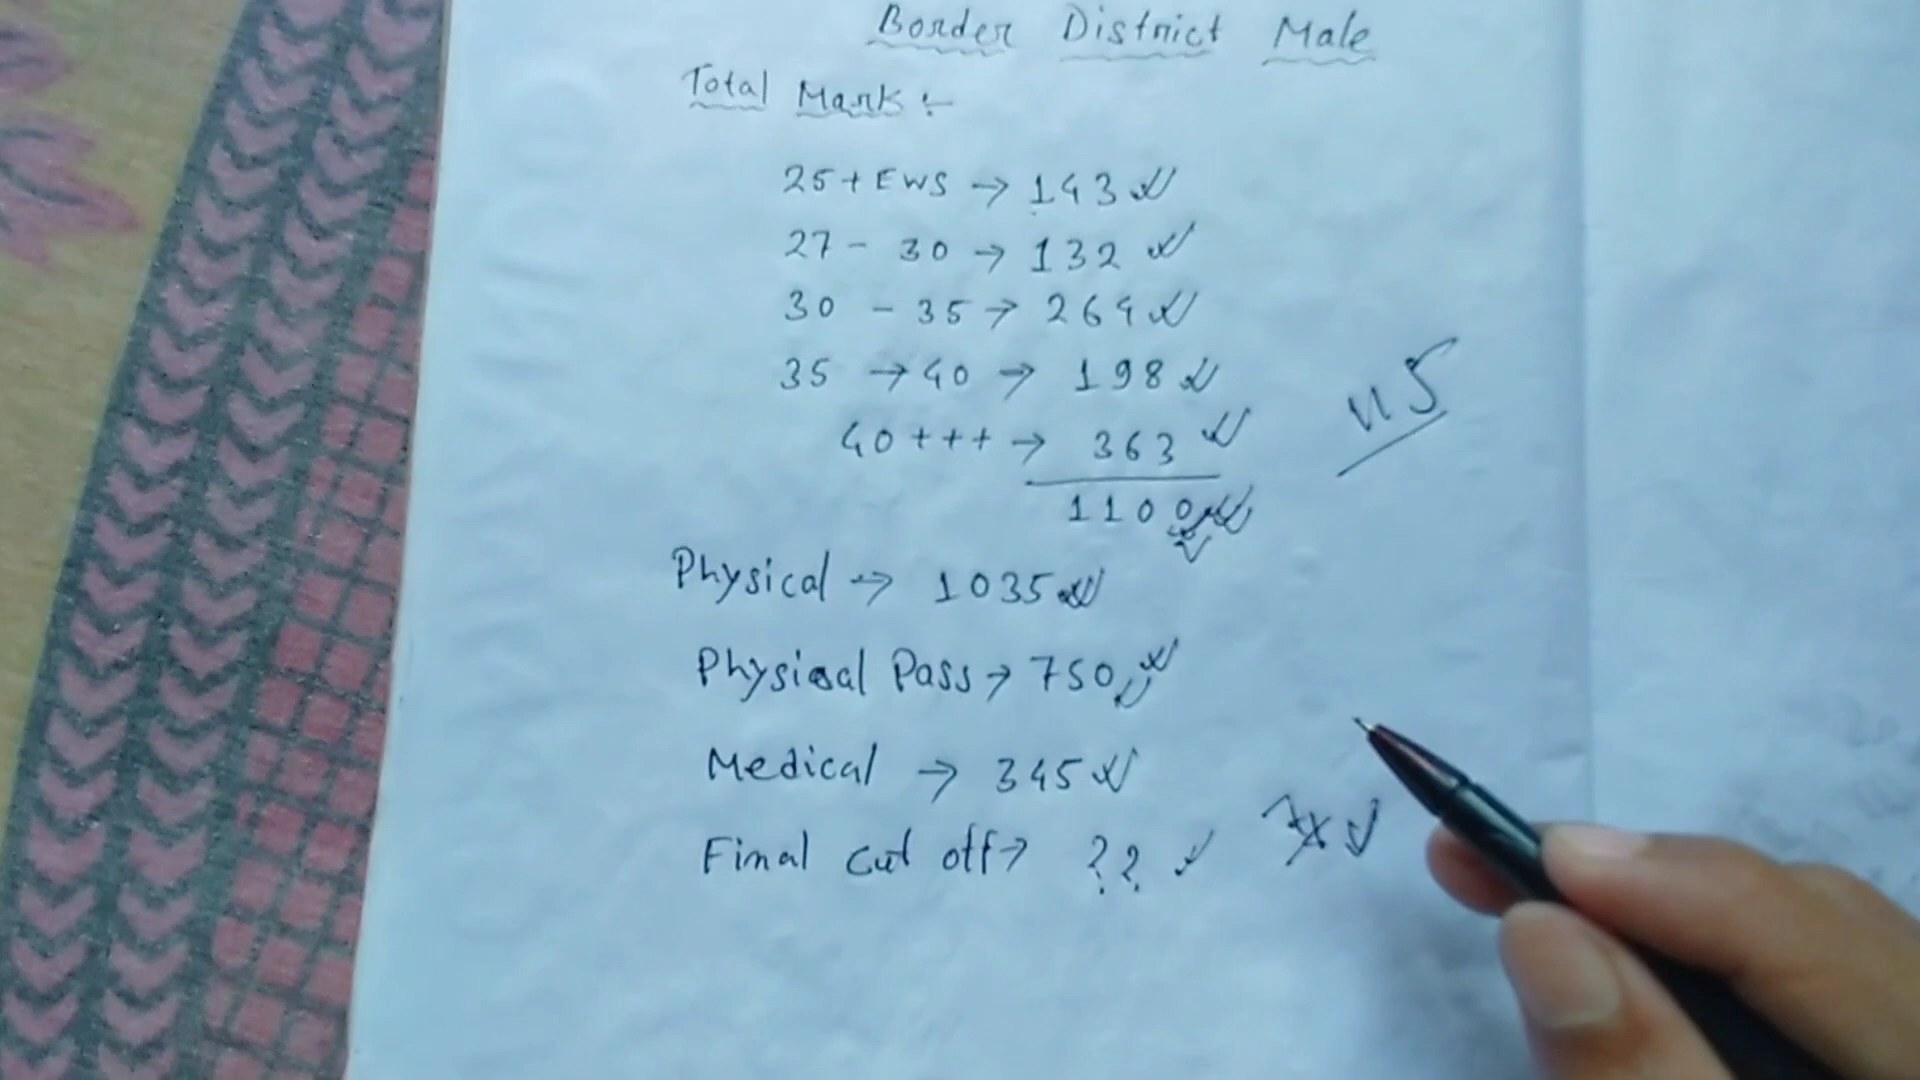 Border District Male
Total Mark :-
25 + EWS → 143
27 - 30 → 132
30 - 35 → 264
35 → 40 → 198
40 +++ → 363
1100
Physical → 1035
Physical Pass → 750
Medical → 345
Final cut off → ??